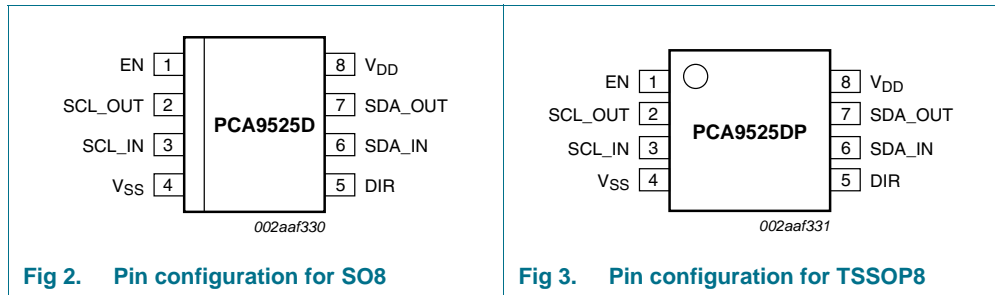 EN 1 8 VDD
SCL_OUT 2 7 SDA_OUT
PCA9525D
SCL_IN 3 6 SDA_IN
VSS 4 5 DIR
002aaf330
Fig 2. Pin configuration for SO8
EN 1 8 VDD
SCL_OUT 2 7 SDA_OUT
PCA9525DP
SCL_IN 3 6 SDA_IN
VSS 4 5 DIR
002aaf331
Fig 3. Pin configuration for TSSOP8